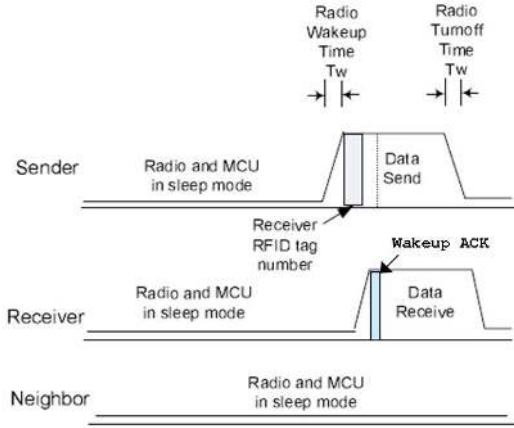 Radio
Wakeup
Time
Tw
Radio
Turnoff
Time
Tw
Sender
Radio and MCU
in sleep mode
Data
Send
Receiver
RFID tag
number
Wakeup ACK
Receiver
Radio and MCU
in sleep mode
Data
Receive
Neighbor
Radio and MCU
in sleep mode